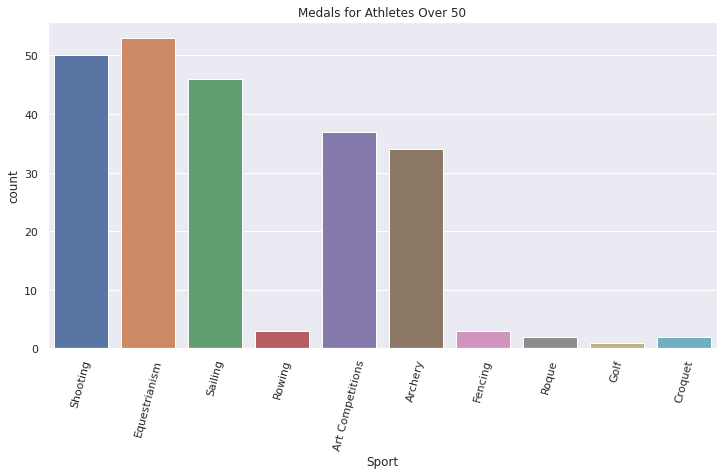 Medals for Athletes Over 50
50
40
30
20
10
0
count
Shooting
Equestrianism
Sailing
Rowing
Art Competitions
Archery
Fencing
Roque
Golf
Croquet
Sport